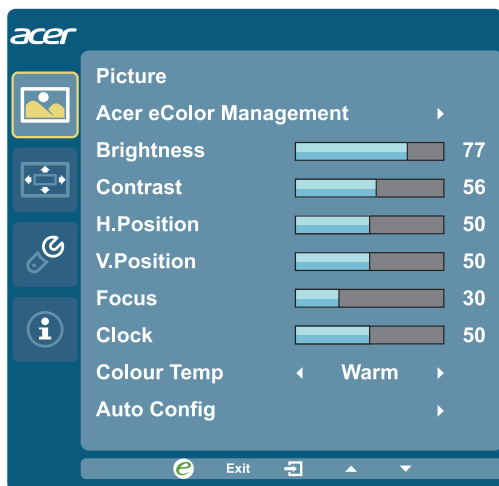 acer
Picture
Acer eColor Management
Brightness 77
Contrast 56
H.Position 50
V.Position 50
Focus 30
Clock 50
Colour Temp Warm
Auto Config
e Exit